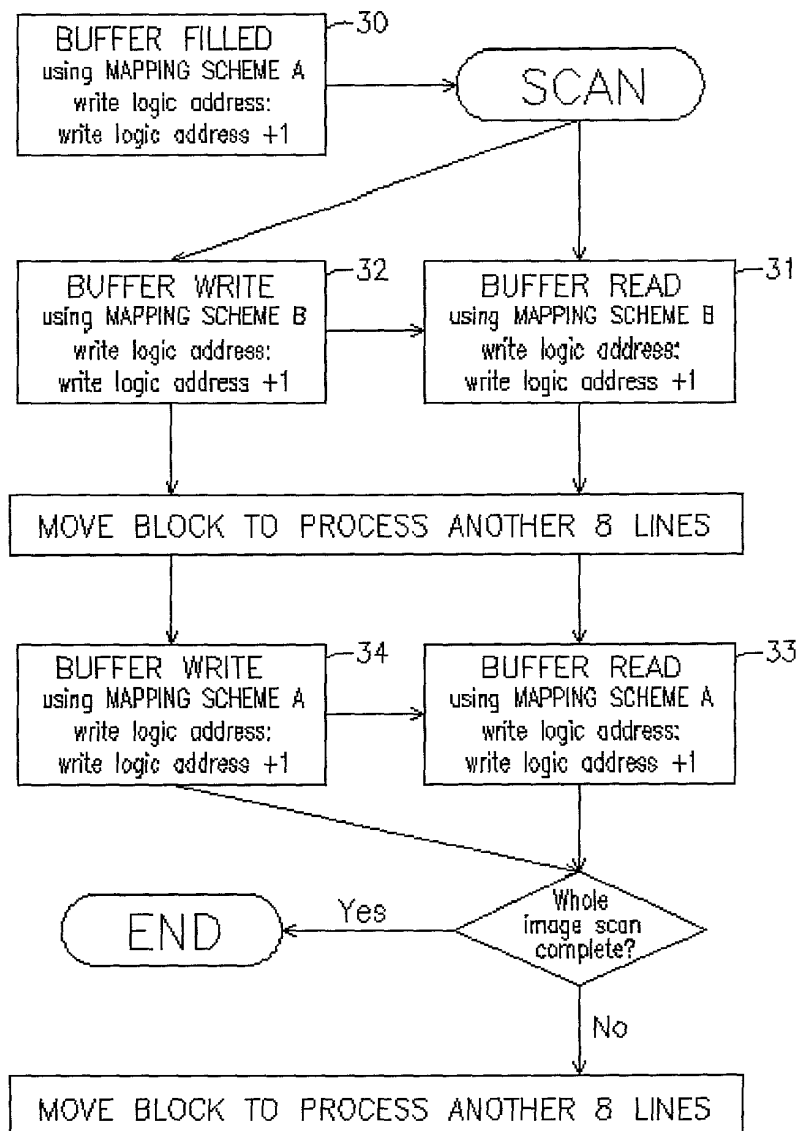 BUFFER FILLED
using MAPPING SCHEME A
write logic address:
write logic address +1
30
SCAN
BUFFER WRITE
using MAPPING SCHEME B
write logic address:
write logic address +1
32
BUFFER READ
using MAPPING SCHEME B
write logic address:
write logic address +1
31
MOVE BLOCK TO PROCESS ANOTHER 8 LINES
BUFFER WRITE
using MAPPING SCHEME A
write logic address:
write logic address +1
34
BUFFER READ
using MAPPING SCHEME A
write logic address:
write logic address +1
33
Whole
image scan
complete?
Yes
END
No
MOVE BLOCK TO PROCESS ANOTHER 8 LINES